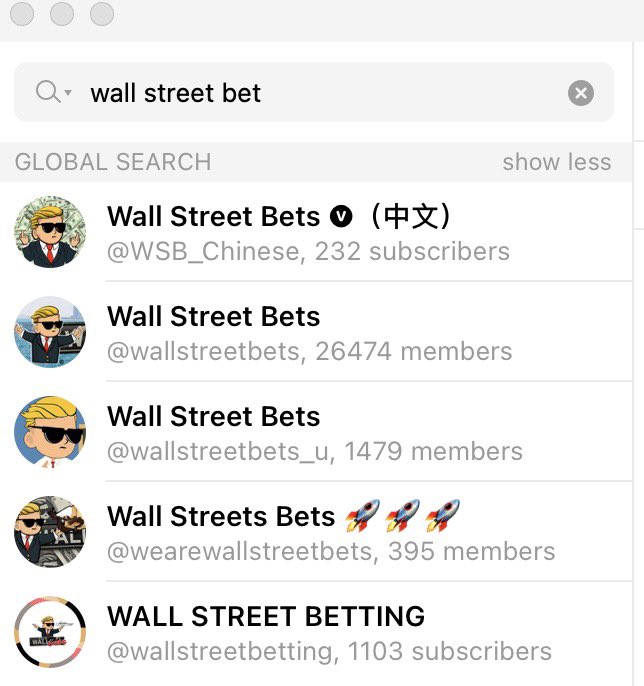 wall street bet
GLOBAL SEARCH show less
Wall Street Bets V（中文）
@WSB_Chinese, 232 subscribers
Wall Street Bets
@wallstreetbets, 26474 members
Wall Street Bets
@wallstreetbets_u, 1479 members
Wall Streets Bets 🚀🚀🚀
@wearewallstreetbets, 395 members
WALL STREET BETTING
@wallstreetbetting, 1103 subscribers